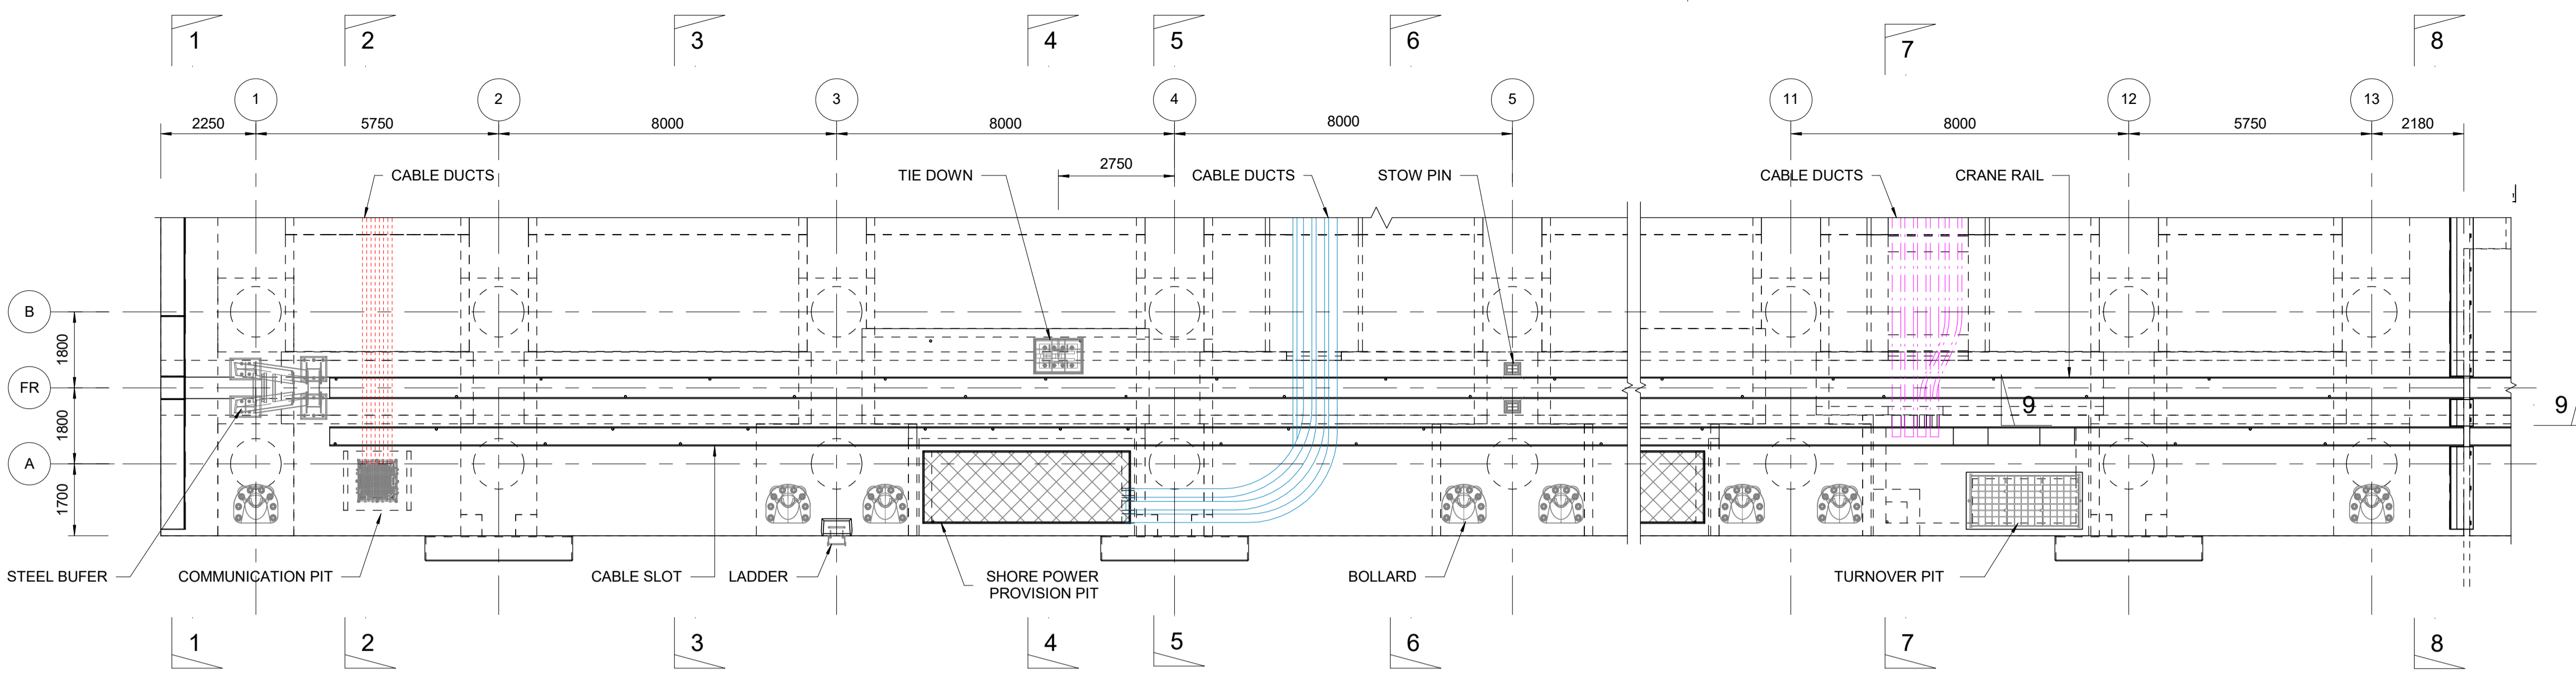 1 2 3 4 5 6 7 8
1 2 3 4 5 11 12 13
2250 5750 8000 8000 8000 8000 5750 2180
2750
CABLE DUCTS TIE DOWN CABLE DUCTS STOW PIN CABLE DUCTS CRANE RAIL
B
1800
FR
1800
9 9
A
1700
STEEL BUFER COMMUNICATION PIT CABLE SLOT LADDER SHORE POWER BOLLARD TURNOVER PIT
PROVISION PIT
1 2 3 4 5 6 7 8